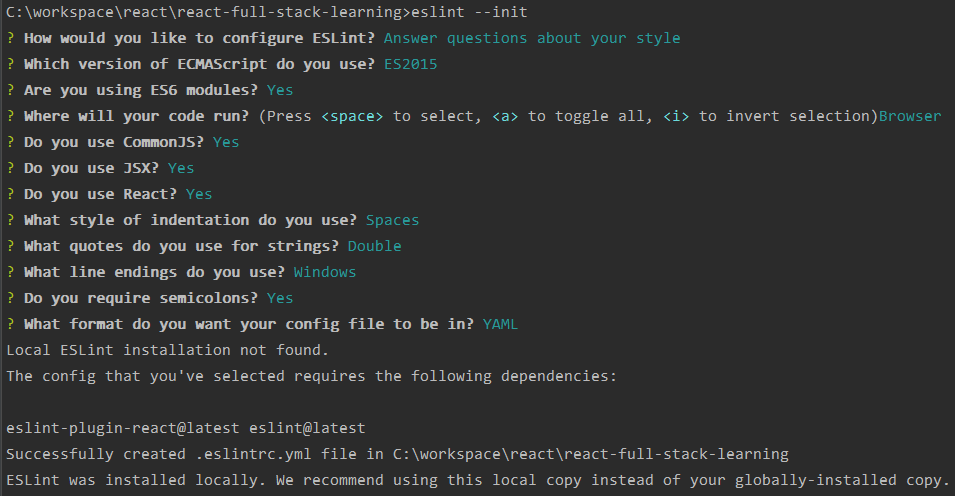 C:\workspace\react\react-full-stack-learning>eslint --init
? How would you like to configure ESLint? Answer questions about your style
? Which version of ECMAScript do you use? ES2015
? Are you using ES6 modules? Yes
? Where will your code run? (Press <space> to select, <a> to toggle all, <i> to invert selection)Browser
? Do you use CommonJS? Yes
? Do you use JSX? Yes
? Do you use React? Yes
? What style of indentation do you use? Spaces
? What quotes do you use for strings? Double
? What line endings do you use? Windows
? Do you require semicolons? Yes
? What format do you want your config file to be in? YAML
Local ESLint installation not found.
The config that you've selected requires the following dependencies:

eslint-plugin-react@latest eslint@latest
Successfully created .eslintrc.yml file in C:\workspace\react\react-full-stack-learning
ESLint was installed locally. We recommend using this local copy instead of your globally-installed copy.